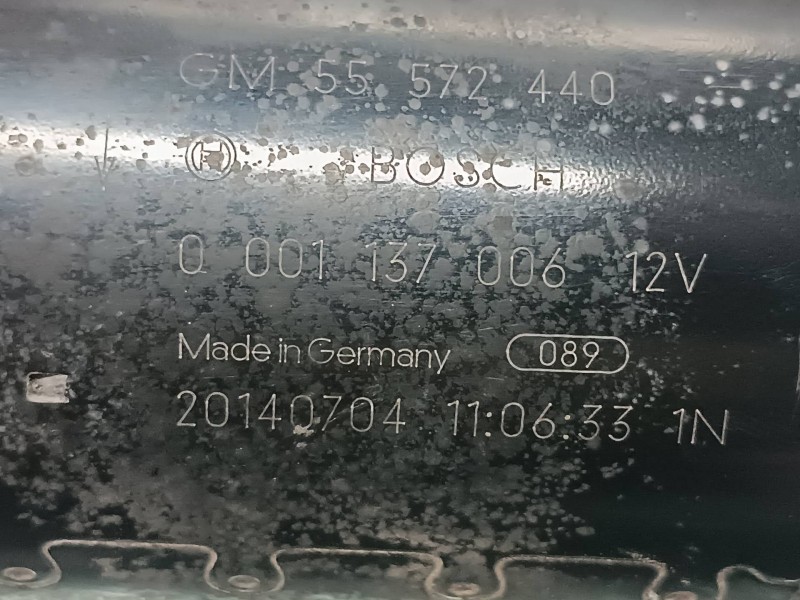 GM 55 572 440
BOSCH
0 001 137 006 12V
Made in Germany 089
20140704 11:06:33 1N